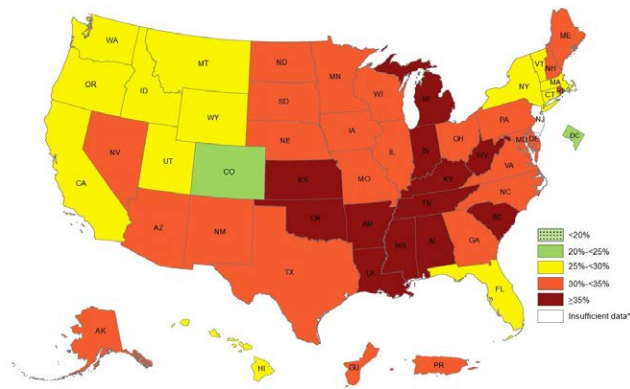 WA
MT
ND
MN
ME
VT
NH
OR
ID
WY
SD
WI
MI
NY
MA
CT
RI
NV
UT
CO
NE
IA
IL
IN
OH
PA
NJ
MD
DE
DC
CA
KS
MO
KY
WV
VA
AZ
NM
OK
AR
TN
NC
SC
TX
LA
MS
AL
GA
FL
AK
HI
GU
PR
<20%
20%-<25%
25%-<30%
30%-<35%
≥35%
Insufficient data*